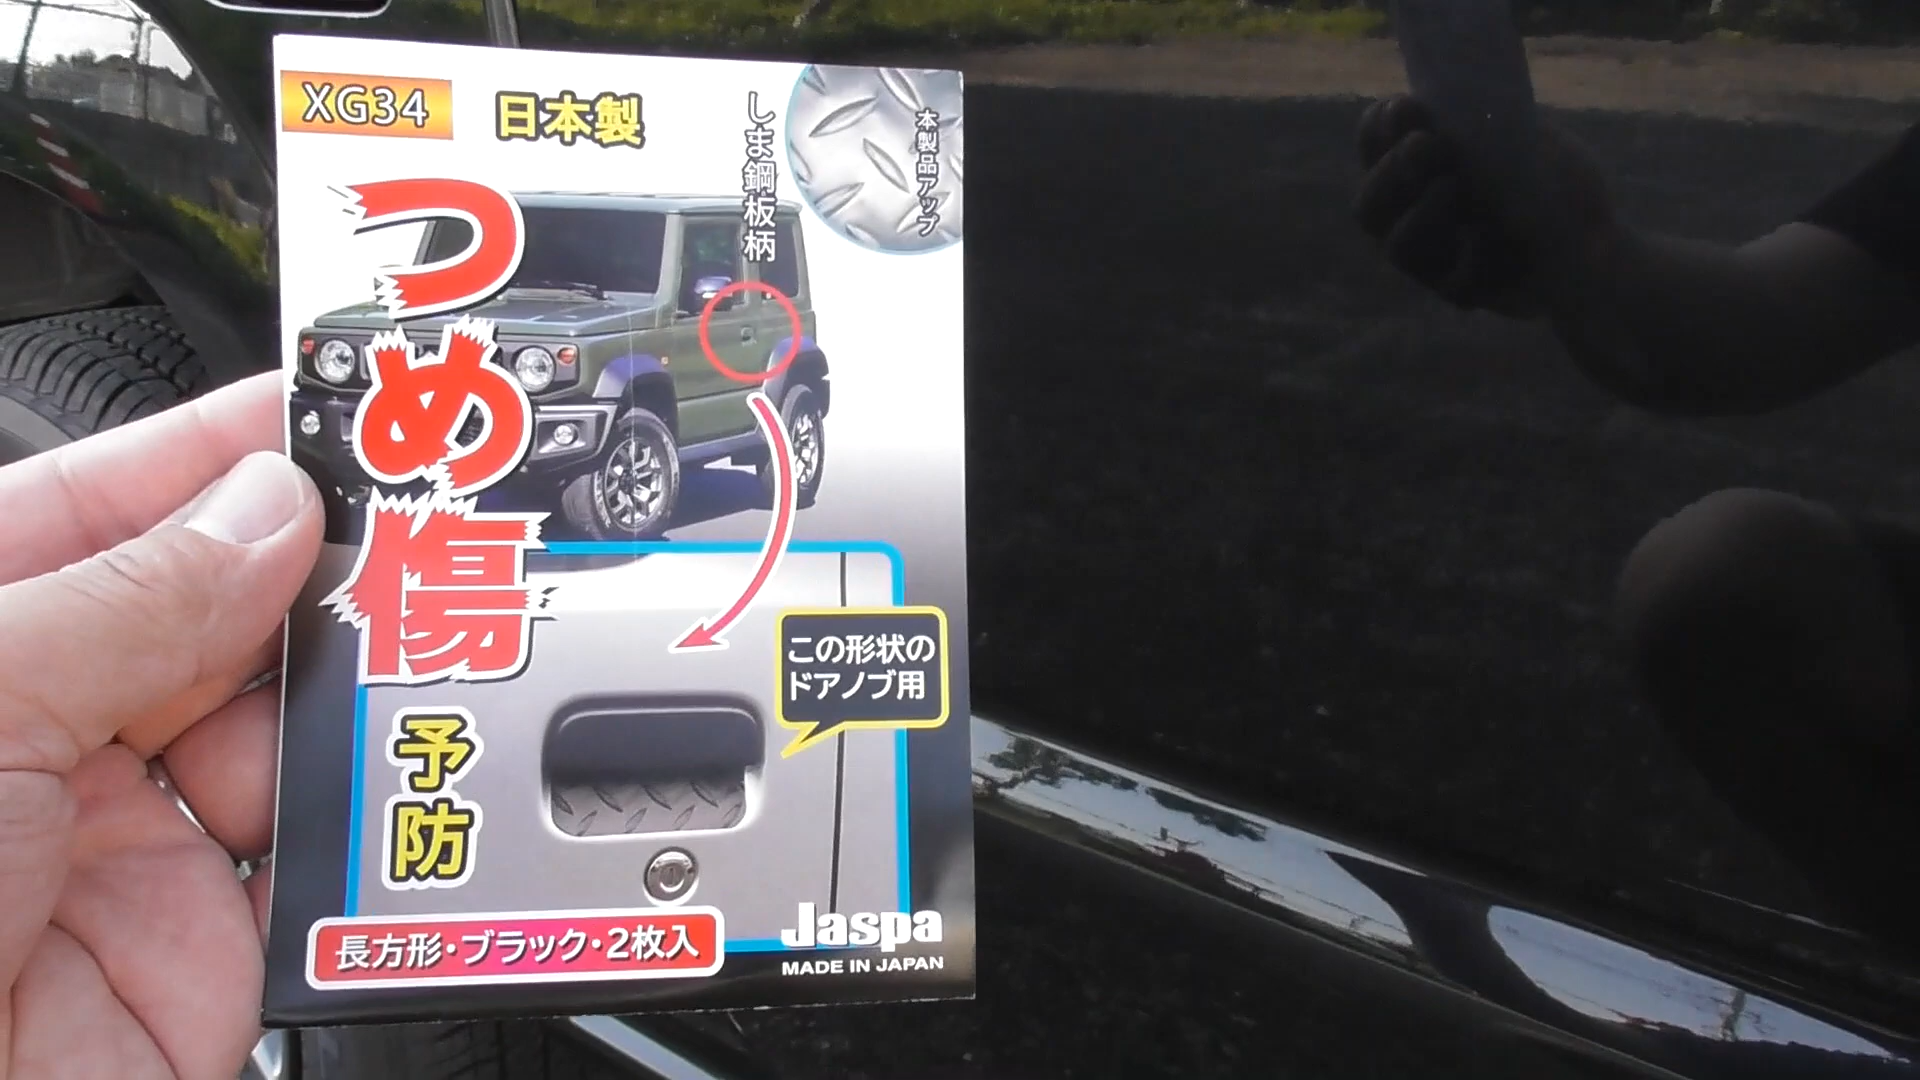 XG34
日本製
しま鋼板柄
本製品アップ
つめ傷
予防
この形状の
ドアノブ用
長方形・ブラック・2枚入
Jaspa
MADE IN JAPAN